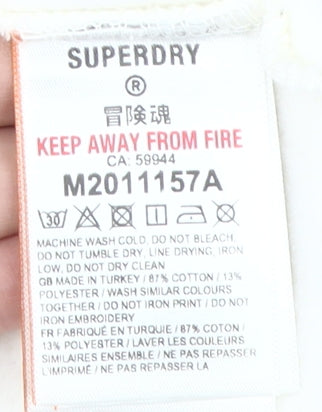 SUPERDRY
®
冒険魂
KEEP AWAY FROM FIRE
CA: 59944
M2011157A
30
MACHINE WASH COLD, DO NOT BLEACH,
DO NOT TUMBLE DRY, LINE DRYING, IRON
LOW, DO NOT DRY CLEAN
GB MADE IN TURKEY / 87% COTTON / 13%
POLYESTER / WASH SIMILAR COLOURS
TOGETHER / DO NOT IRON PRINT / DO NOT
IRON EMBROIDERY
FR FABRIQUÉ EN TURQUIE / 87% COTON /
13% POLYESTER / LAVER LES COULEURS
SIMILAIRES ENSEMBLE / NE PAS REPASSER
L'IMPRIMÉ / NE PAS REPASSER LA